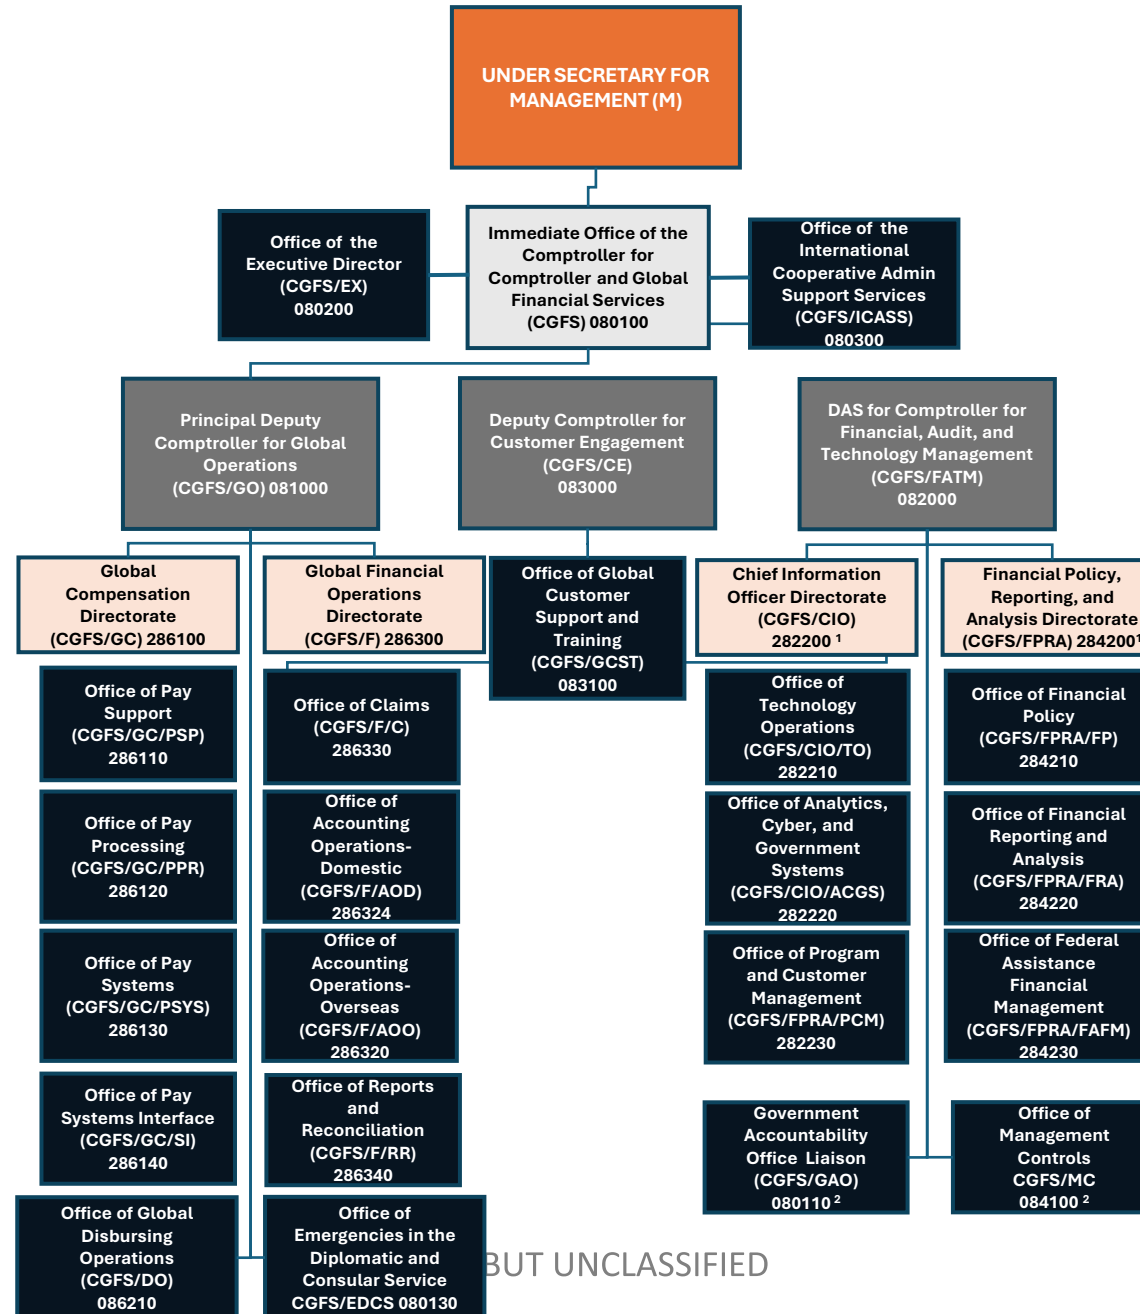 UNDER SECRETARY FOR
MANAGEMENT (M)
Office of the
Executive Director
(CGFS/EX)
080200
Immediate Office of the
Comptroller for
Comptroller and Global
Financial Services
(CGFS) 080100
Office of the
International
Cooperative Admin
Support Services
(CGFS/ICASS)
080300
Principal Deputy
Comptroller for Global
Operations
(CGFS/GO) 081000
Deputy Comptroller for
Customer Engagement
(CGFS/CE)
083000
DAS for Comptroller for
Financial, Audit, and
Technology Management
(CGFS/FATM)
082000
Global
Compensation
Directorate
(CGFS/GC) 286100
Global Financial
Operations
Directorate
(CGFS/F) 286300
Office of Global
Customer
Support and
Training
(CGFS/GCST)
083100
Chief Information
Officer Directorate
(CGFS/CIO)
282200 ¹
Financial Policy,
Reporting, and
Analysis Directorate
(CGFS/FPRA) 284200¹
Office of Pay
Support
(CGFS/GC/PSP)
286110
Office of Claims
(CGFS/F/C)
286330
Office of
Technology
Operations
(CGFS/CIO/TO)
282210
Office of Financial
Policy
(CGFS/FPRA/FP)
284210
Office of Pay
Processing
(CGFS/GC/PPR)
286120
Office of
Accounting
Operations-
Domestic
(CGFS/F/AOD)
286324
Office of Analytics,
Cyber, and
Government
Systems
(CGFS/CIO/ACGS)
282220
Office of Financial
Reporting and
Analysis
(CGFS/FPRA/FRA)
284220
Office of Pay
Systems
(CGFS/GC/PSYS)
286130
Office of
Accounting
Operations-
Overseas
(CGFS/F/AOO)
286320
Office of Program
and Customer
Management
(CGFS/FPRA/PCM)
282230
Office of Federal
Assistance
Financial
Management
(CGFS/FPRA/FAFM)
284230
Office of Pay
Systems Interface
(CGFS/GC/SI)
286140
Office of Reports
and
Reconciliation
(CGFS/F/RR)
286340
Government
Accountability
Office Liaison
(CGFS/GAO)
080110 ²
Office of
Management
Controls
CGFS/MC
084100 ²
Office of Global
Disbursing
Operations
(CGFS/DO)
086210
Office of
Emergencies in the
Diplomatic and
Consular Service
CGFS/EDCS 080130
BUT UNCLASSIFIED